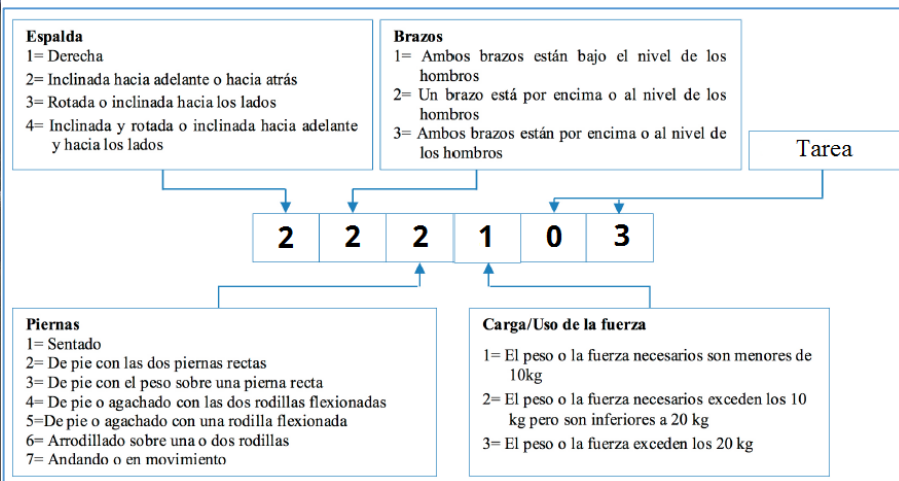 Espalda
1= Derecha
2= Inclinada hacia adelante o hacia atrás
3= Rotada o inclinada hacia los lados
4= Inclinada y rotada o inclinada hacia adelante
y hacia los lados
Brazos
1= Ambos brazos están bajo el nivel de los
hombros
2= Un brazo está por encima o al nivel de los
hombros
3= Ambos brazos están por encima o al nivel de
los hombros
Tarea
2 2 2 1 0 3
Piernas
1= Sentado
2= De pie con las dos piernas rectas
3= De pie con el peso sobre una pierna recta
4= De pie o agachado con las dos rodillas flexionadas
5=De pie o agachado con una rodilla flexionada
6= Arrodillado sobre una o dos rodillas
7= Andando o en movimiento
Carga/Uso de la fuerza
1= El peso o la fuerza necesarios son menores de
10kg
2= El peso o la fuerza necesarios exceden los 10
kg pero son inferiores a 20 kg
3= El peso o la fuerza exceden los 20 kg